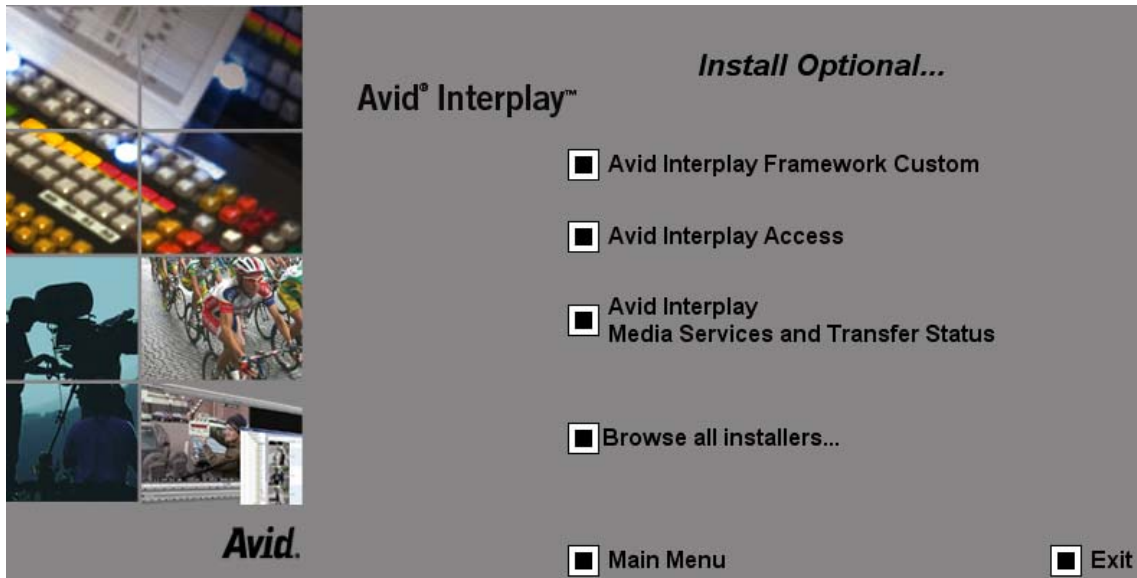 Install Optional...
Avid® Interplay™
Avid Interplay Framework Custom
Avid Interplay Access
Avid Interplay
Media Services and Transfer Status
Browse all installers...
Avid.
Main Menu
Exit